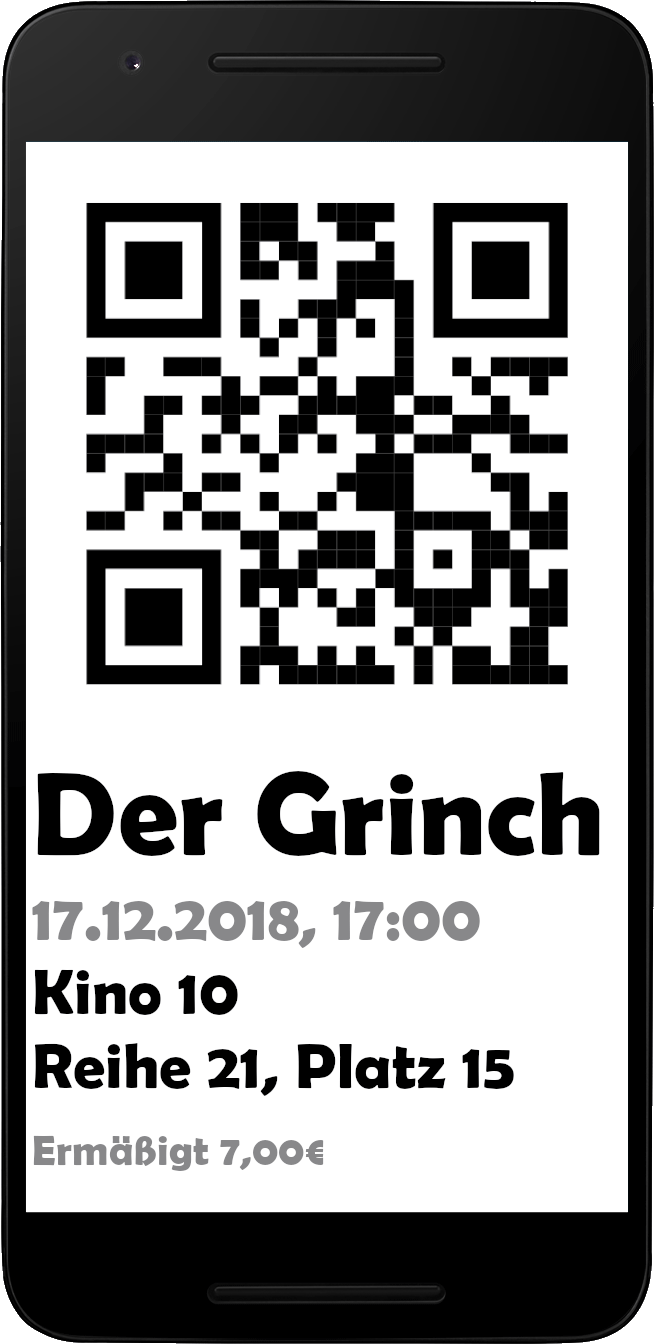 Der Grinch
17.12.2018, 17:00
Kino 10
Reihe 21, Platz 15
Ermäßigt 7,00€